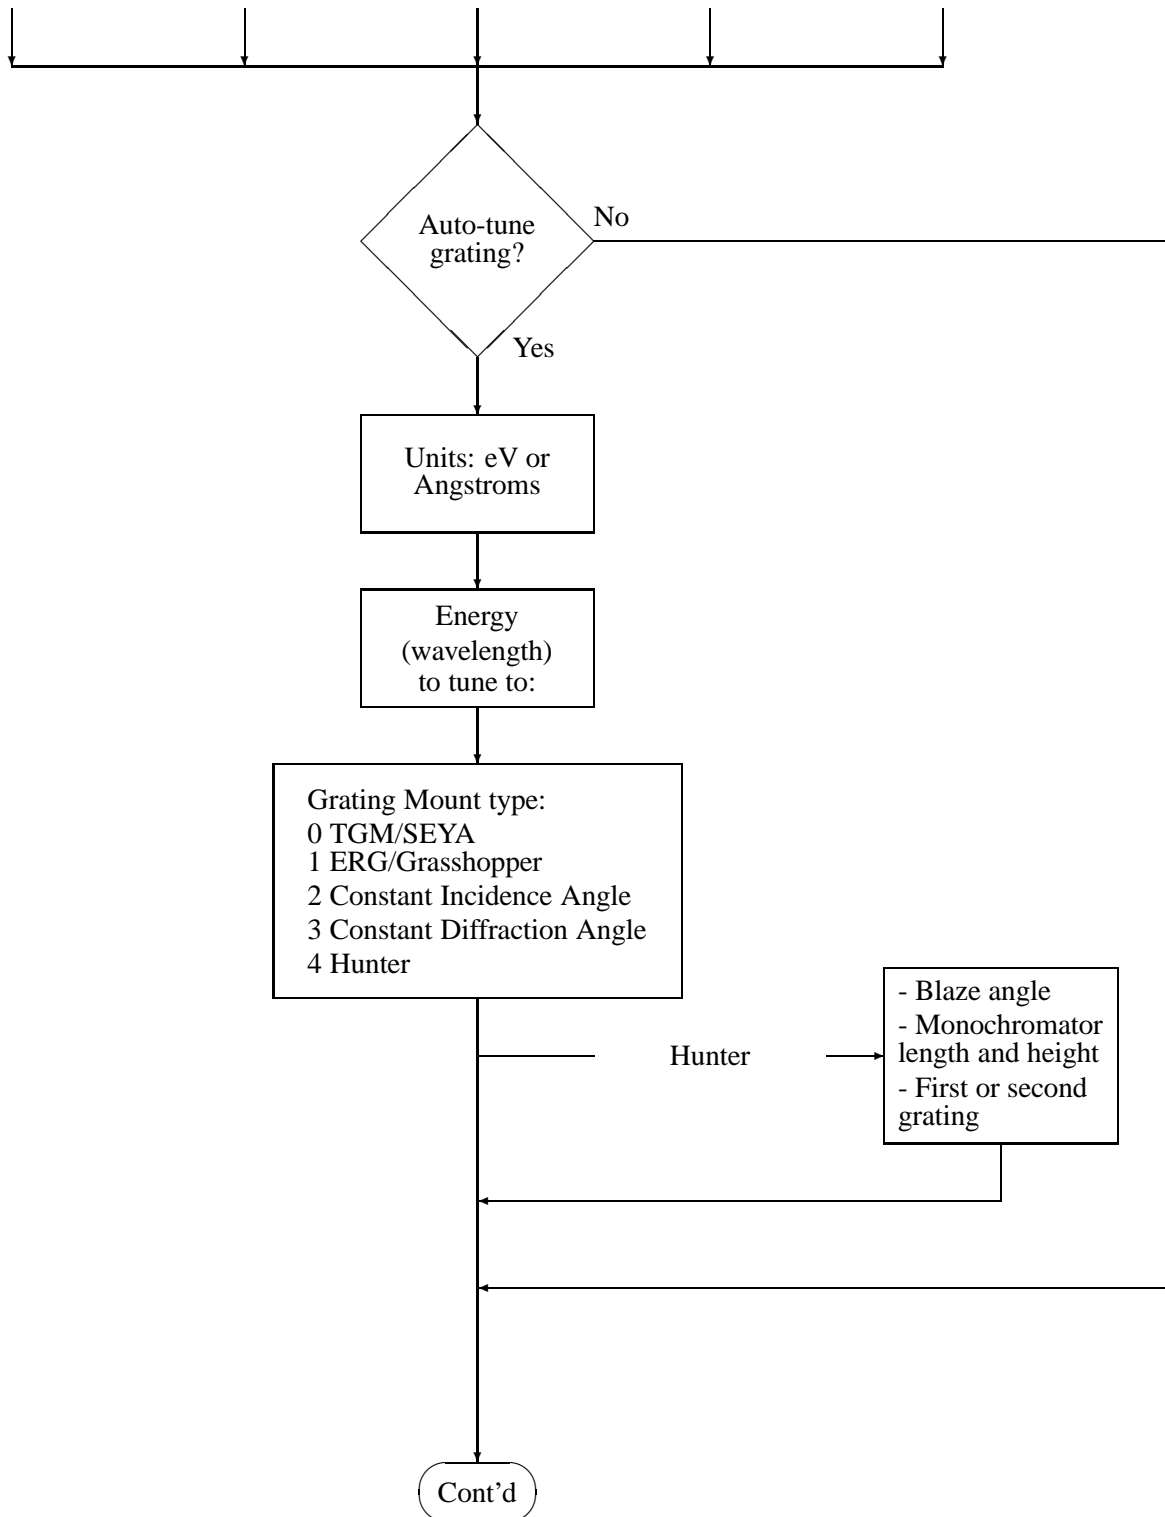 Auto-tune
grating?
No
Yes
Units: eV or
Angstroms
Energy
(wavelength)
to tune to:
Grating Mount type:
0 TGM/SEYA
1 ERG/Grasshopper
2 Constant Incidence Angle
3 Constant Diffraction Angle
4 Hunter
Hunter
- Blaze angle
- Monochromator
length and height
- First or second
grating
Cont'd